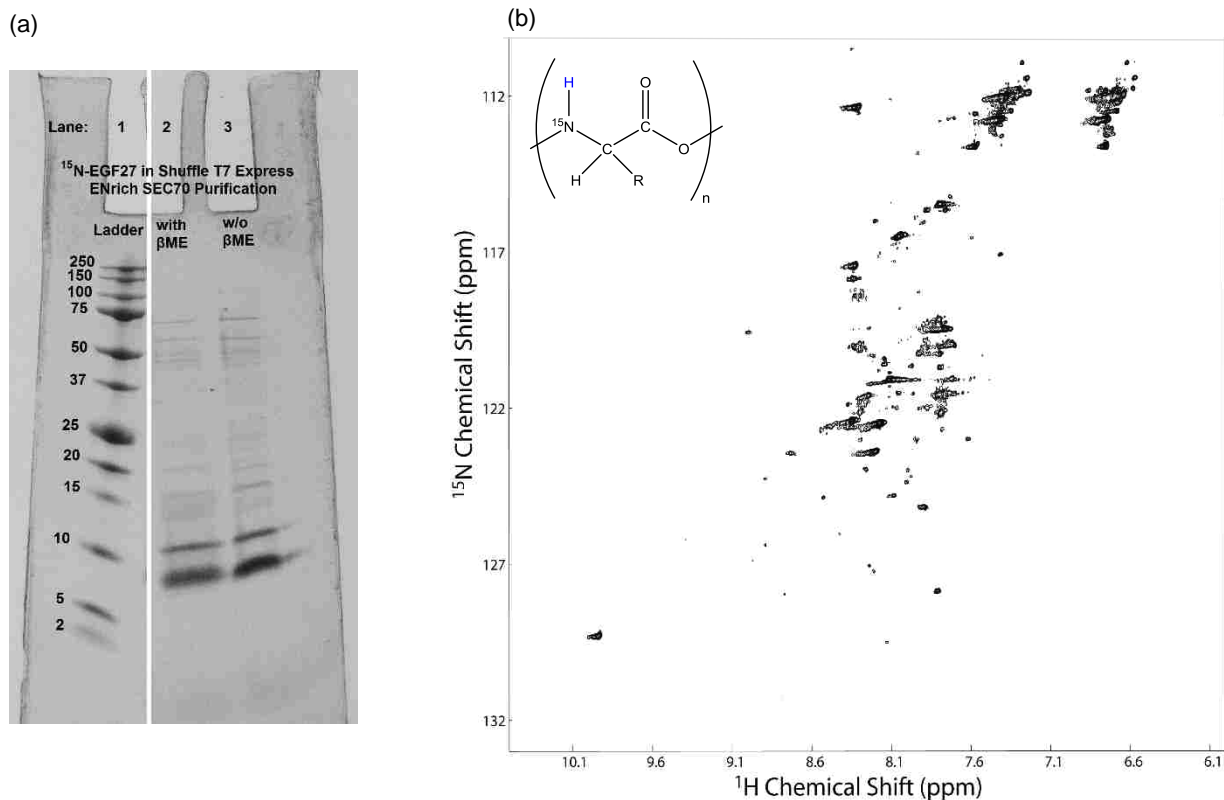 (a)
Lane: 1 2 3
15N-EGF27 in Shuffle T7 Express
ENrich SEC70 Purification
Ladder
with
βME
w/o
βME
250
150
100
75
50
37
25
20
15
10
5
2
(b)
H
O
15N
C
C
O
H
R
n
112
117
122
127
132
15N Chemical Shift (ppm)
10.1 9.6 9.1 8.6 8.1 7.6 7.1 6.6 6.1
1H Chemical Shift (ppm)